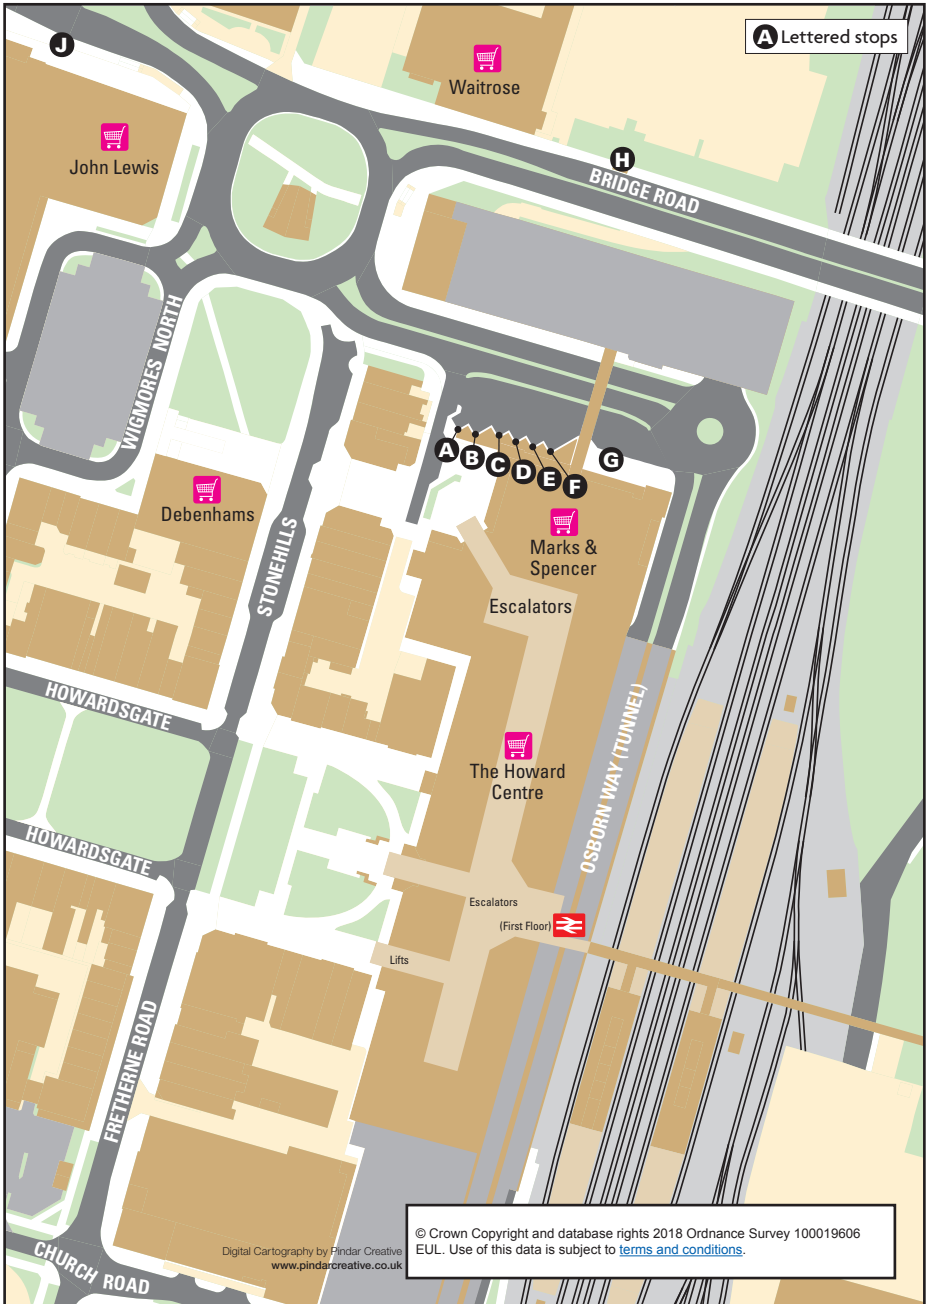 J
A Lettered stops
Waitrose
John Lewis
H
BRIDGE ROAD
WIGMORES NORTH
A
B
C
D
E
F
G
Debenhams
Marks &
Spencer
STONEHILLS
Escalators
HOWARDSGATE
OSBORN WAY (TUNNEL)
The Howard
Centre
HOWARDSGATE
Escalators
(First Floor)
Lifts
FRETHERNE ROAD
CHURCH ROAD
Digital Cartography by Pindar Creative
www.pindarcreative.co.uk
© Crown Copyright and database rights 2018 Ordnance Survey 100019606
EUL. Use of this data is subject to terms and conditions.